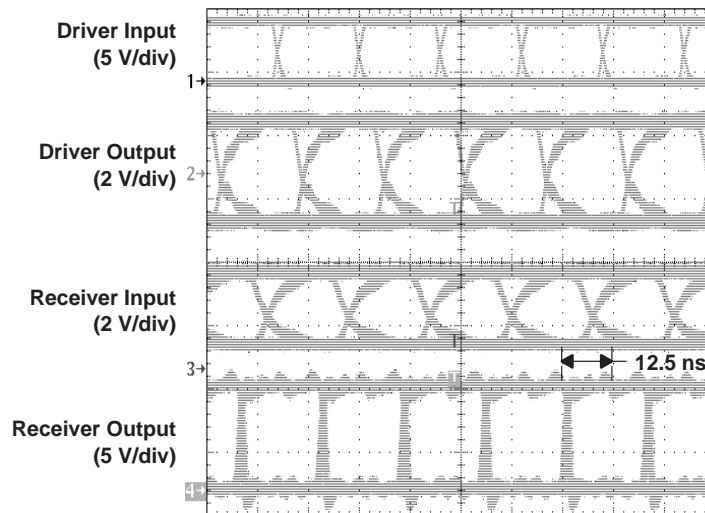 Driver Input
(5 V/div)
1
Driver Output
(2 V/div)
2
T
Receiver Input
(2 V/div)
T
3
12.5 ns
T
Receiver Output
(5 V/div)
4